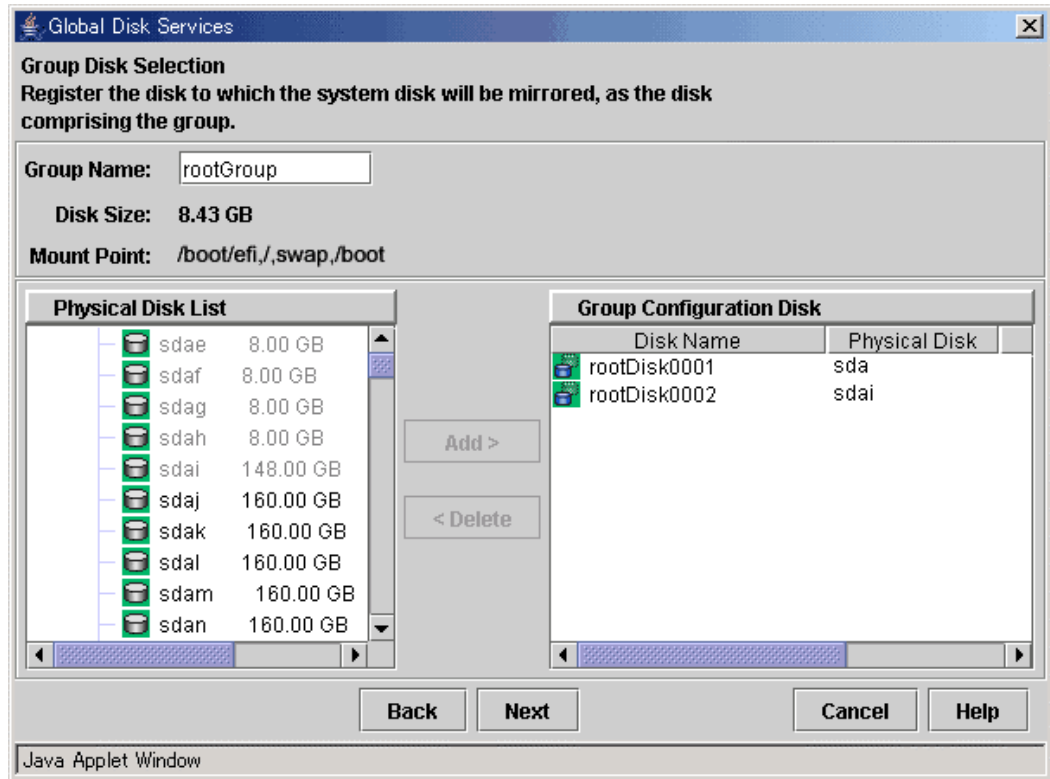 Global Disk Services
Group Disk Selection
Register the disk to which the system disk will be mirrored, as the disk
comprising the group.
Group Name: rootGroup
Disk Size: 8.43 GB
Mount Point: /boot/efi,/,swap,/boot
Physical Disk List
sdae 8.00 GB
sdaf 8.00 GB
sdag 8.00 GB
sdah 8.00 GB
sdai 148.00 GB
sdaj 160.00 GB
sdak 160.00 GB
sdal 160.00 GB
sdam 160.00 GB
sdan 160.00 GB
Add >
< Delete
Group Configuration Disk
Disk Name Physical Disk
rootDisk0001 sda
rootDisk0002 sdai
Back Next Cancel Help
Java Applet Window